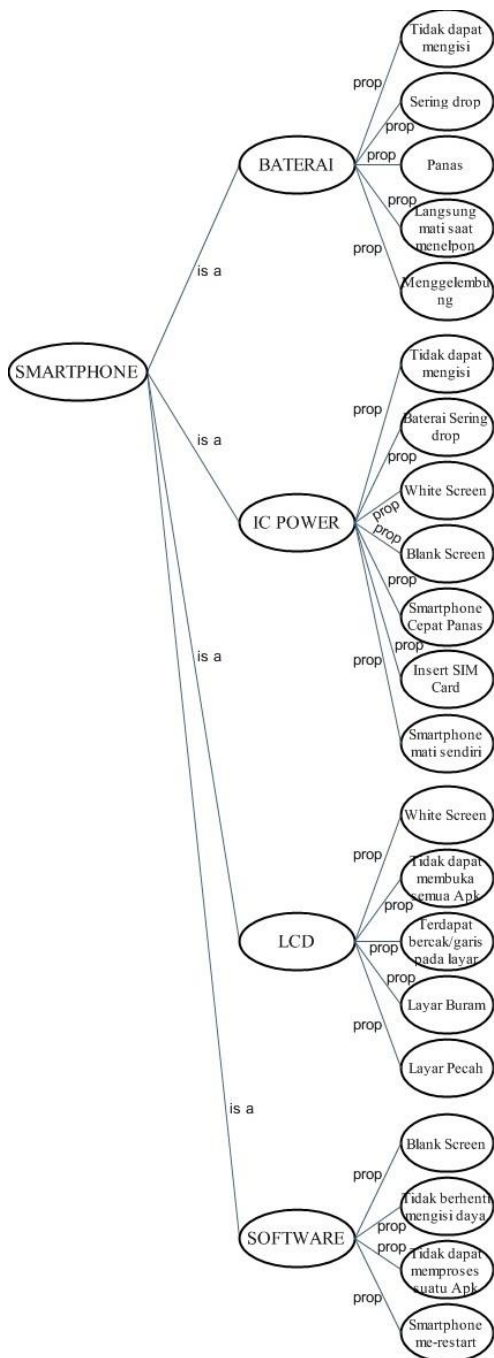 Tidak dapat
mengisi
prop
Sering drop
prop
BATERAI
prop
Panas
prop
Langsung
mati saat
menelpon
prop
Menggelembu
ng
is a
SMARTPHONE
Tidak dapat
mengisi
prop
Baterai Sering
drop
is a
prop
White Screen
prop
IC POWER
prop
Blank Screen
prop
Smartphone
Cepat Panas
prop
Insert SIM
Card
is a
prop
Smartphone
mati sendiri
White Screen
prop
Tidak dapat
membuka
semua Apk
prop
LCD
Terdapat
bercak/garis
pada layar
prop
prop
Layar Buram
prop
Layar Pecah
is a
Blank Screen
prop
Tidak berhenti
mengisi daya
prop
SOFTWARE
prop
Tidak dapat
memproses
suatu Apk
prop
Smartphone
me-restart